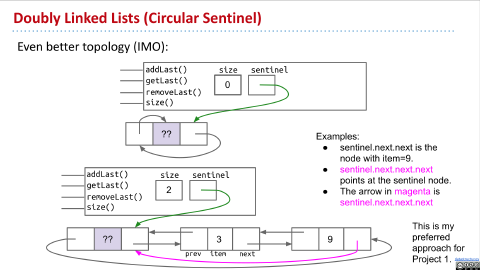 Doubly Linked Lists (Circular Sentinel)
Even better topology (IMO):
addLast()
getLast()
removeLast()
size()
size
sentinel
0
??
Examples:
● sentinel.next.next is the
node with item=9.
● sentinel.next.next.next
points at the sentinel node.
● The arrow in magenta is
sentinel.next.next.next
addLast()
getLast()
removeLast()
size()
size
sentinel
2
??
3
9
prev item next
This is my
preferred
approach for
Project 1.